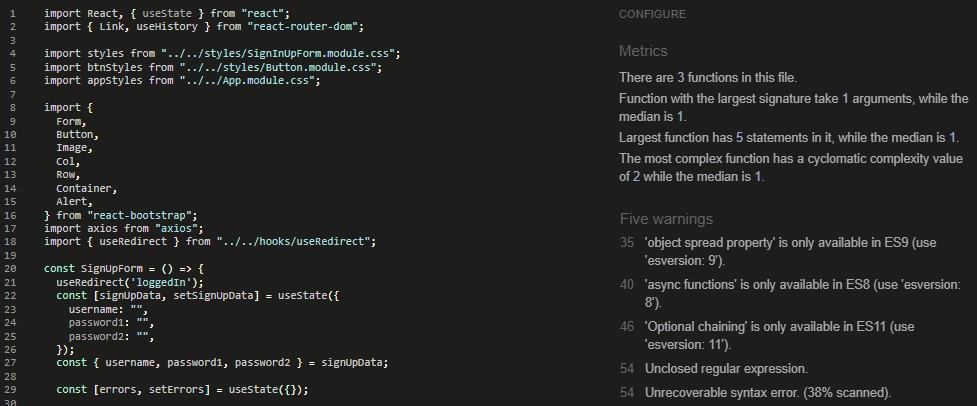 1 import React, { useState } from "react";
2 import { Link, useHistory } from "react-router-dom";
3
4 import styles from "../../styles/SignInUpForm.module.css";
5 import btnStyles from "../../styles/Button.module.css";
6 import appStyles from "../../App.module.css";
7
8 import {
9 Form,
10 Button,
11 Image,
12 Col,
13 Row,
14 Container,
15 Alert,
16 } from "react-bootstrap";
17 import axios from "axios";
18 import { useRedirect } from "../../hooks/useRedirect";
19
20 const SignUpForm = () => {
21 useRedirect('loggedIn');
22 const [signUpData, setSignUpData] = useState({
23 username: "",
24 password1: "",
25 password2: "",
26 });
27 const { username, password1, password2 } = signUpData;
28
29 const [errors, setErrors] = useState({});
30
CONFIGURE
Metrics
There are 3 functions in this file.
Function with the largest signature take 1 arguments, while the
median is 1.
Largest function has 5 statements in it, while the median is 1.
The most complex function has a cyclomatic complexity value
of 2 while the median is 1.
Five warnings
35 'object spread property' is only available in ES9 (use
'esversion: 9').
40 'async functions' is only available in ES8 (use 'esversion:
8').
46 'Optional chaining' is only available in ES11 (use
'esversion: 11').
54 Unclosed regular expression.
54 Unrecoverable syntax error. (38% scanned).